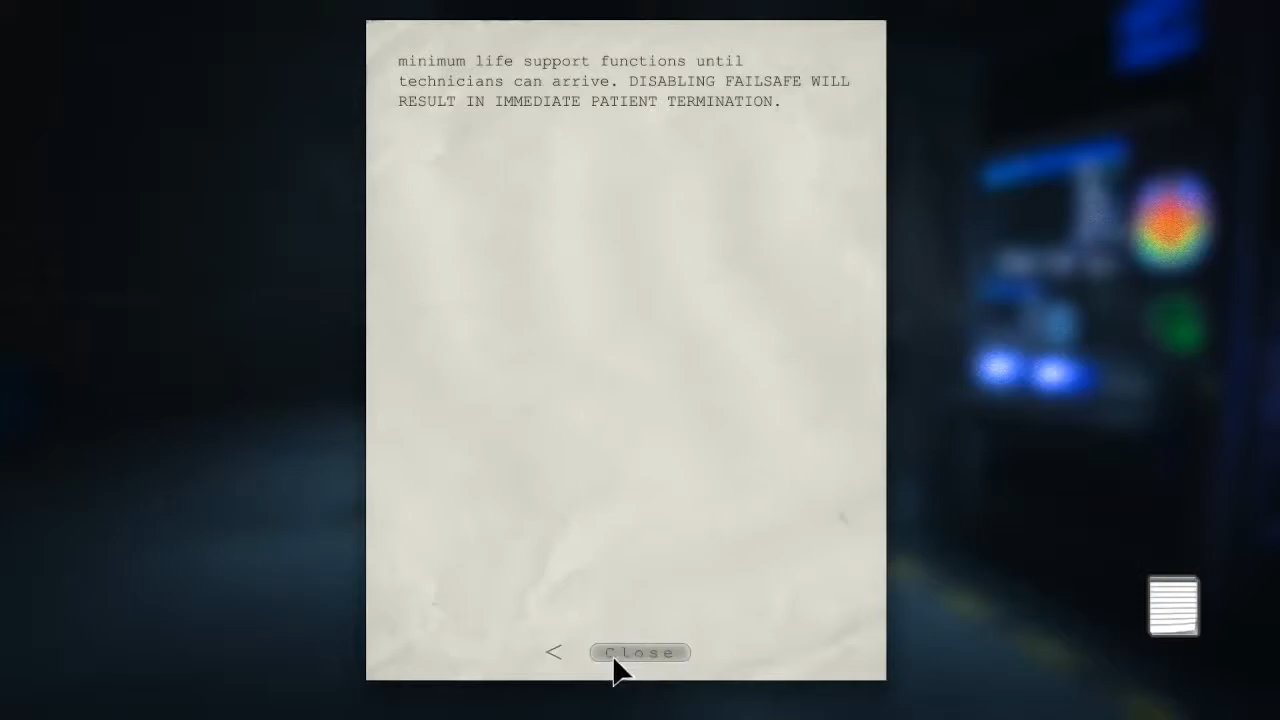 minimum life support functions until
technicians can arrive. DISABLING FAILSAFE WILL
RESULT IN IMMEDIATE PATIENT TERMINATION.
< Close